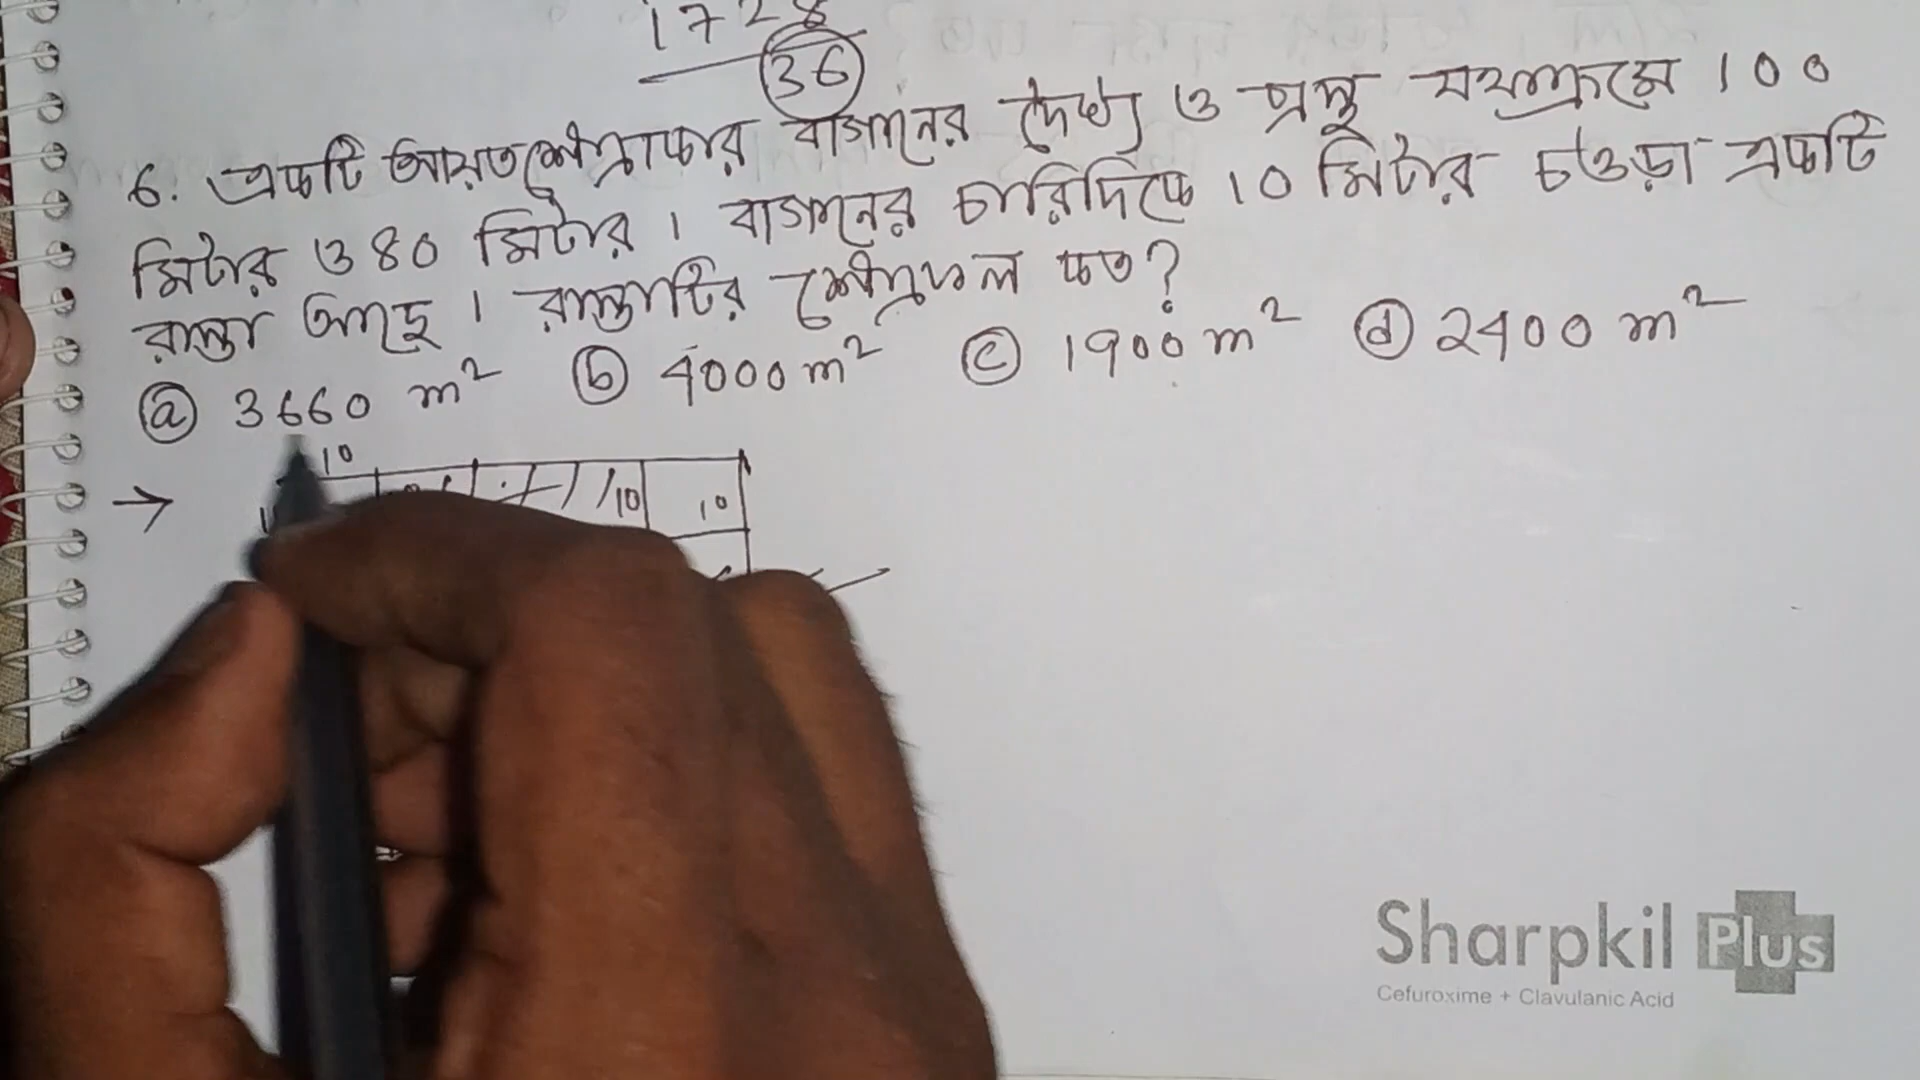 1728
36
6. একটি আয়তক্ষেত্রাকার বাগানের দৈর্ঘ্য ও প্রস্থ যথাক্রমে 100
মিটার ও 80 মিটার । বাগানের চারিদিকে 10 মিটার চওড়া একটি
রাস্তা আছে । রাস্তাটির ক্ষেত্রফল কত ?
ⓐ 3660 m² ⓑ 4000 m² ⓒ 1900 m² ⓓ 2400 m²
10
→ 10 10
Sharpkil Plus
Cefuroxime + Clavulanic Acid